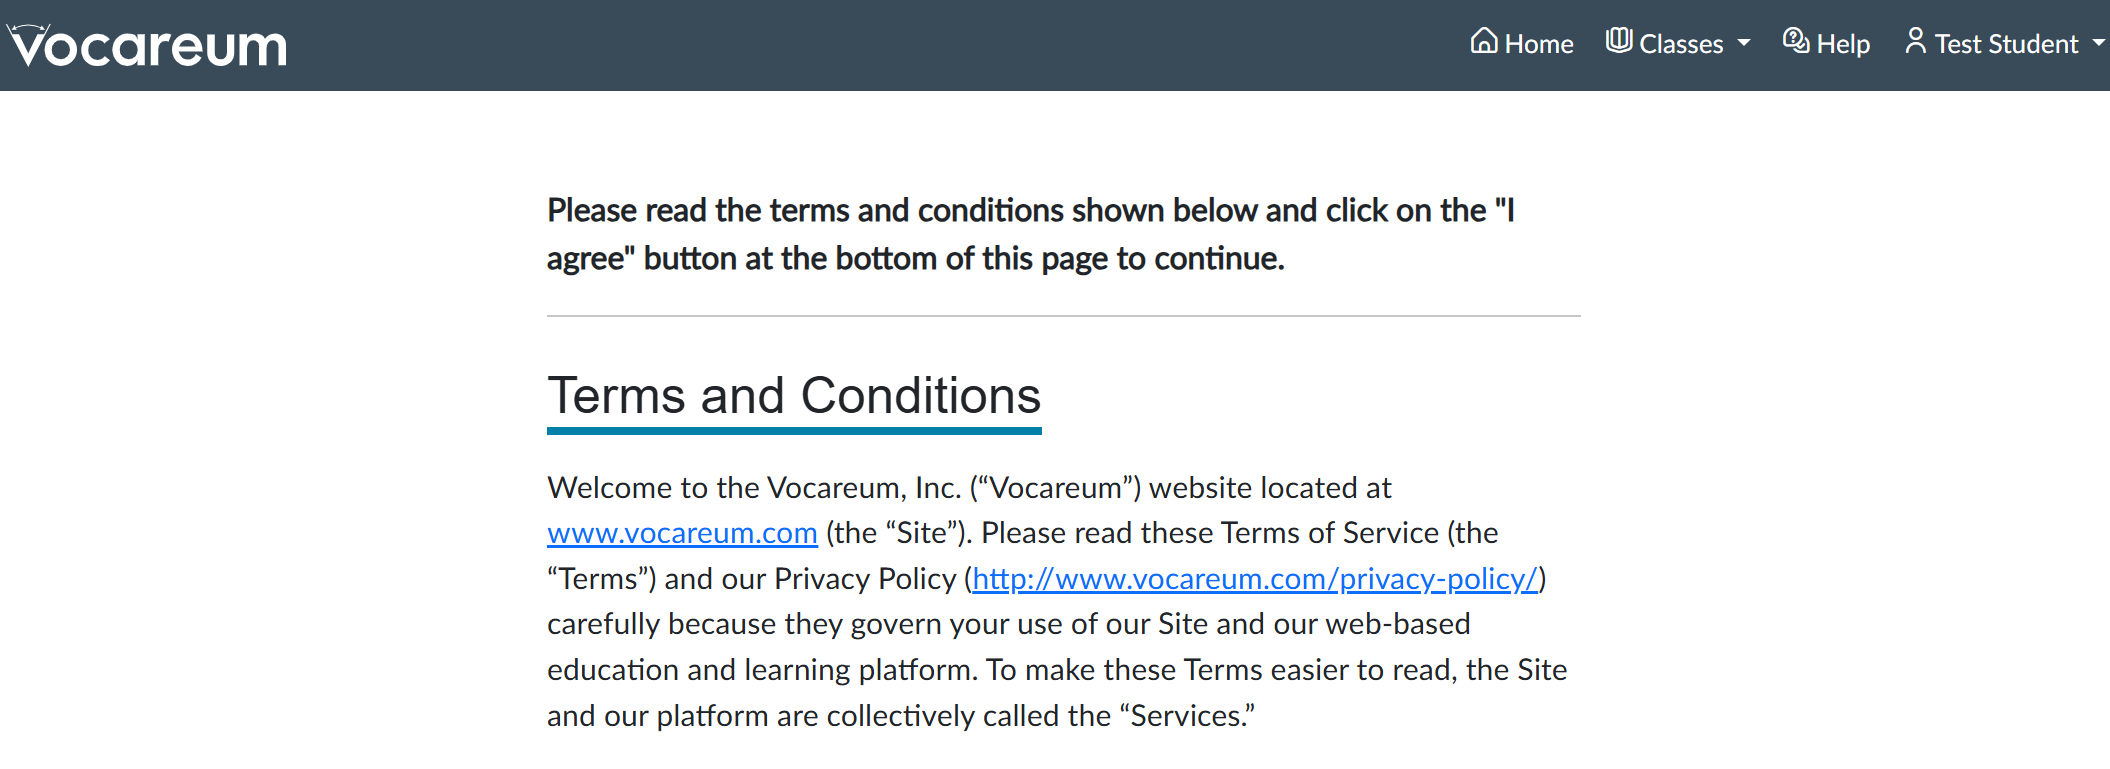 Vocareum
Home Classes Help Test Student
Please read the terms and conditions shown below and click on the "I
agree" button at the bottom of this page to continue.
Terms and Conditions
Welcome to the Vocareum, Inc. (“Vocareum”) website located at
www.vocareum.com (the “Site”). Please read these Terms of Service (the
“Terms”) and our Privacy Policy (http://www.vocareum.com/privacy-policy/)
carefully because they govern your use of our Site and our web-based
education and learning platform. To make these Terms easier to read, the Site
and our platform are collectively called the “Services.”